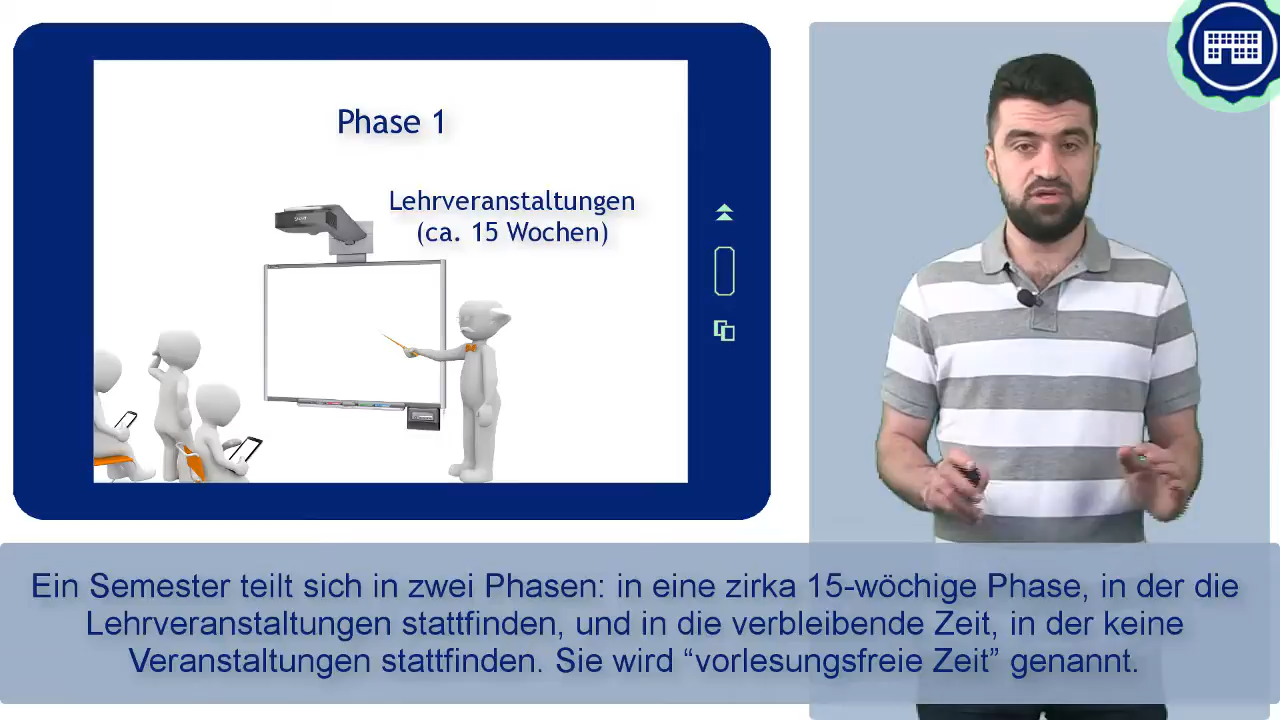 Phase 1
Lehrveranstaltungen
(ca. 15 Wochen)
Ein Semester teilt sich in zwei Phasen: in eine zirka 15-wöchige Phase, in der die
Lehrveranstaltungen stattfinden, und in die verbleibende Zeit, in der keine
Veranstaltungen stattfinden. Sie wird “vorlesungsfreie Zeit” genannt.